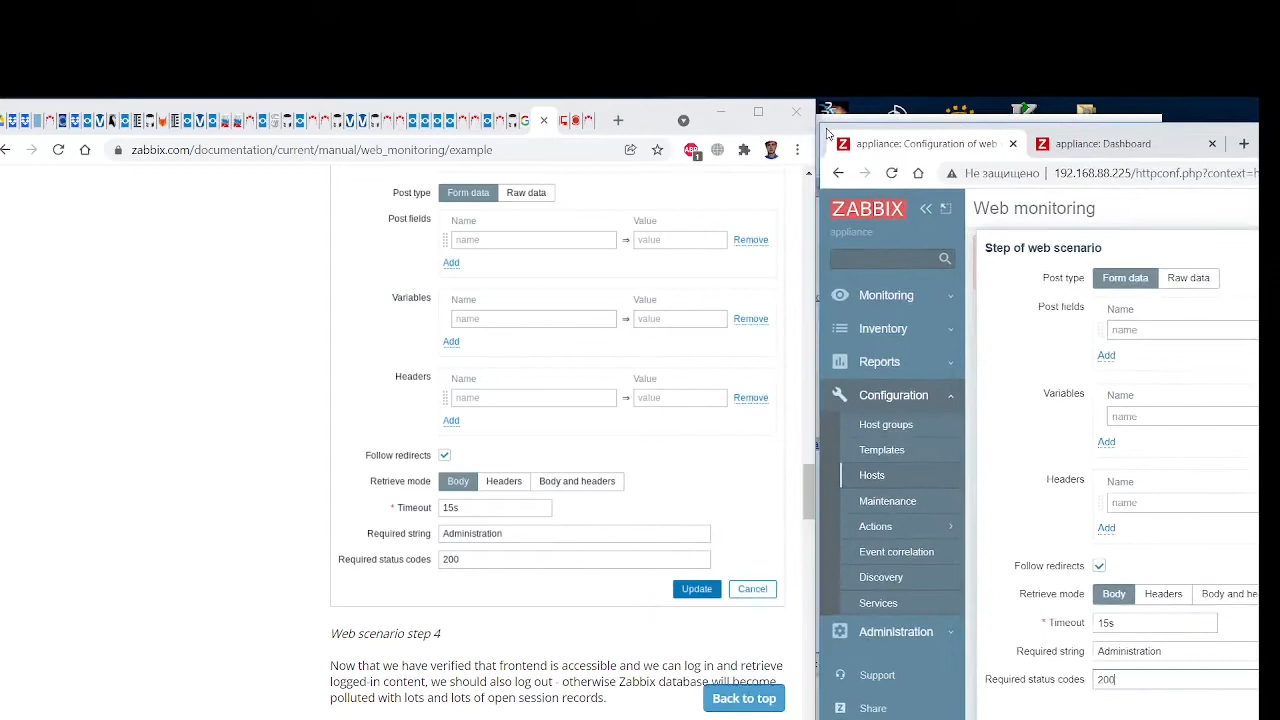 zabbix.com/documentation/current/manual/web_monitoring/example
Post type Form data Raw data
Post fields Name Value
name ⇒ value Remove
Add
Variables Name Value
name ⇒ value Remove
Add
Headers Name Value
name ⇒ value Remove
Add
Follow redirects
Retrieve mode Body Headers Body and headers
* Timeout 15s
Required string Administration
Required status codes 200
Update Cancel
Web scenario step 4
Now that we have verified that frontend is accessible and we can log in and retrieve
logged in content, we should also log out - otherwise Zabbix database will become
polluted with lots and lots of open session records.
Back to top
appliance: Configuration of web
appliance: Dashboard
Не защищено 192.168.88.225/httpconf.php?context=h
ZABBIX
appliance
Monitoring
Inventory
Reports
Configuration
Host groups
Templates
Hosts
Maintenance
Actions
Event correlation
Discovery
Services
Administration
Support
Share
Web monitoring
Step of web scenario
Post type Form data Raw data
Post fields Name
name
Add
Variables Name
name
Add
Headers Name
name
Add
Follow redirects
Retrieve mode Body Headers Body and he
* Timeout 15s
Required string Administration
Required status codes 200